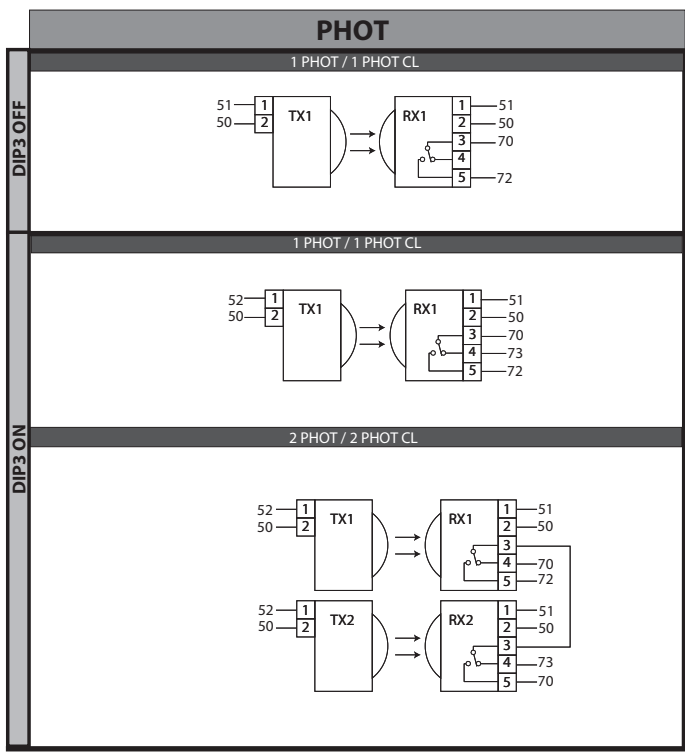 PHOT
DIP3 OFF
1 PHOT / 1 PHOT CL
51 1 TX1 RX1 1 51
50 2 2 50
3 70
4
5 72
DIP3 ON
1 PHOT / 1 PHOT CL
52 1 TX1 RX1 1 51
50 2 2 50
3 70
4 73
5 72
2 PHOT / 2 PHOT CL
52 1 TX1 RX1 1 51
50 2 2 50
3
4 70
5 72
52 1 TX2 RX2 1 51
50 2 2 50
3
4 73
5 70